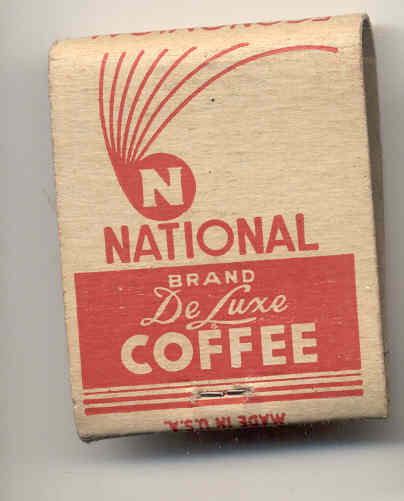 N
NATIONAL
BRAND
De Luxe
COFFEE
MADE IN U.S.A.